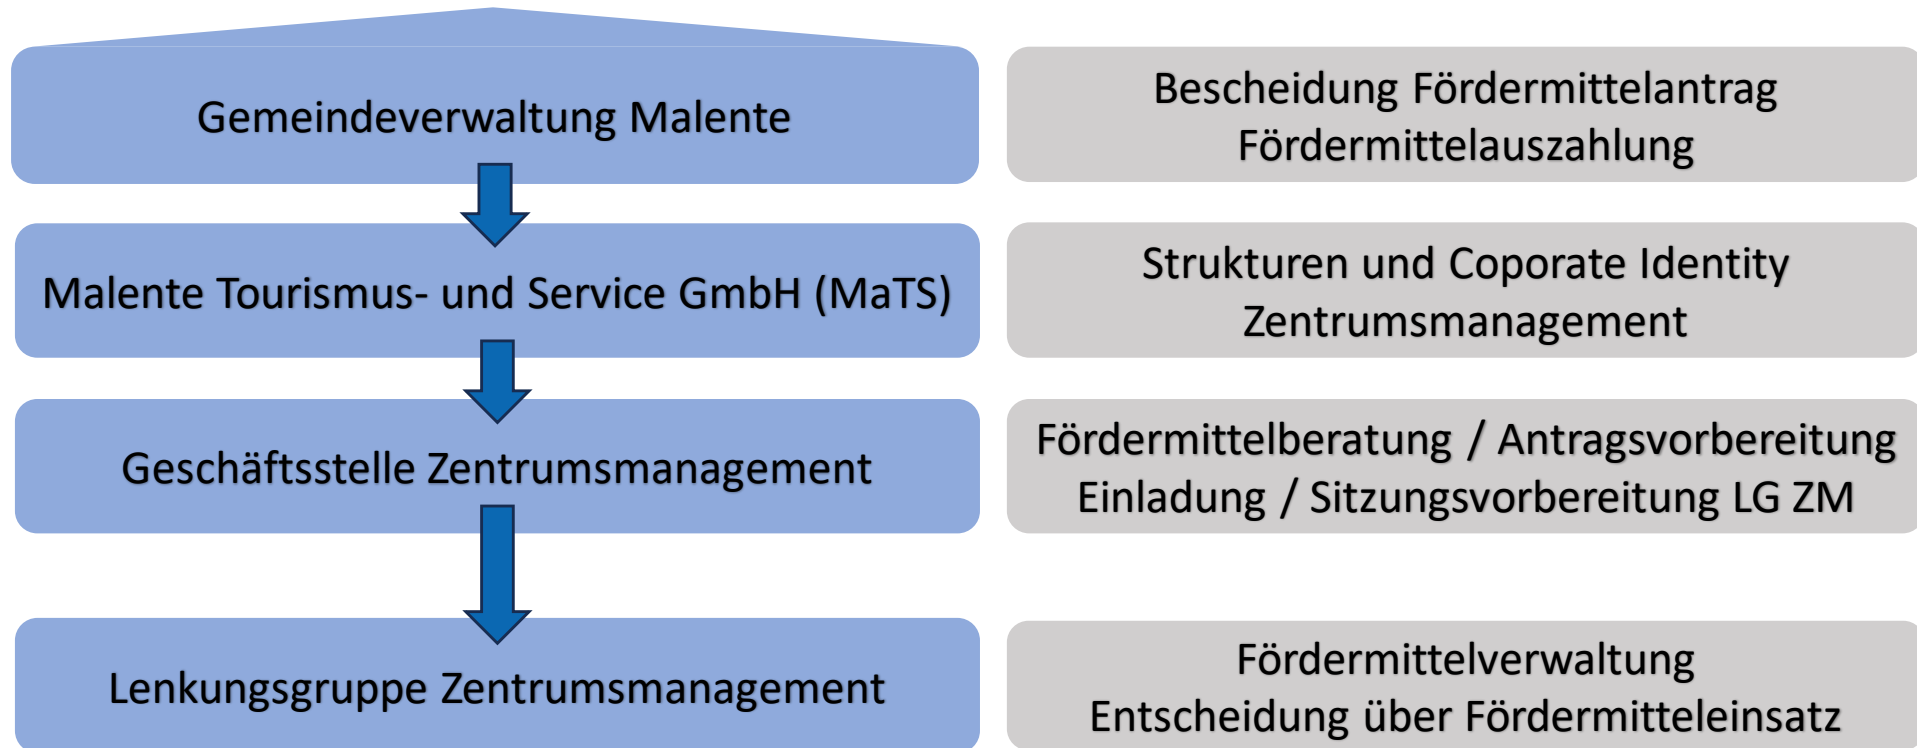 Gemeindeverwaltung Malente
Bescheidung Fördermittelantrag
Fördermittelauszahlung
Malente Tourismus- und Service GmbH (MaTS)
Strukturen und Coporate Identity
Zentrumsmanagement
Geschäftsstelle Zentrumsmanagement
Fördermittelberatung / Antragsvorbereitung
Einladung / Sitzungsvorbereitung LG ZM
Lenkungsgruppe Zentrumsmanagement
Fördermittelverwaltung
Entscheidung über Fördermitteleinsatz